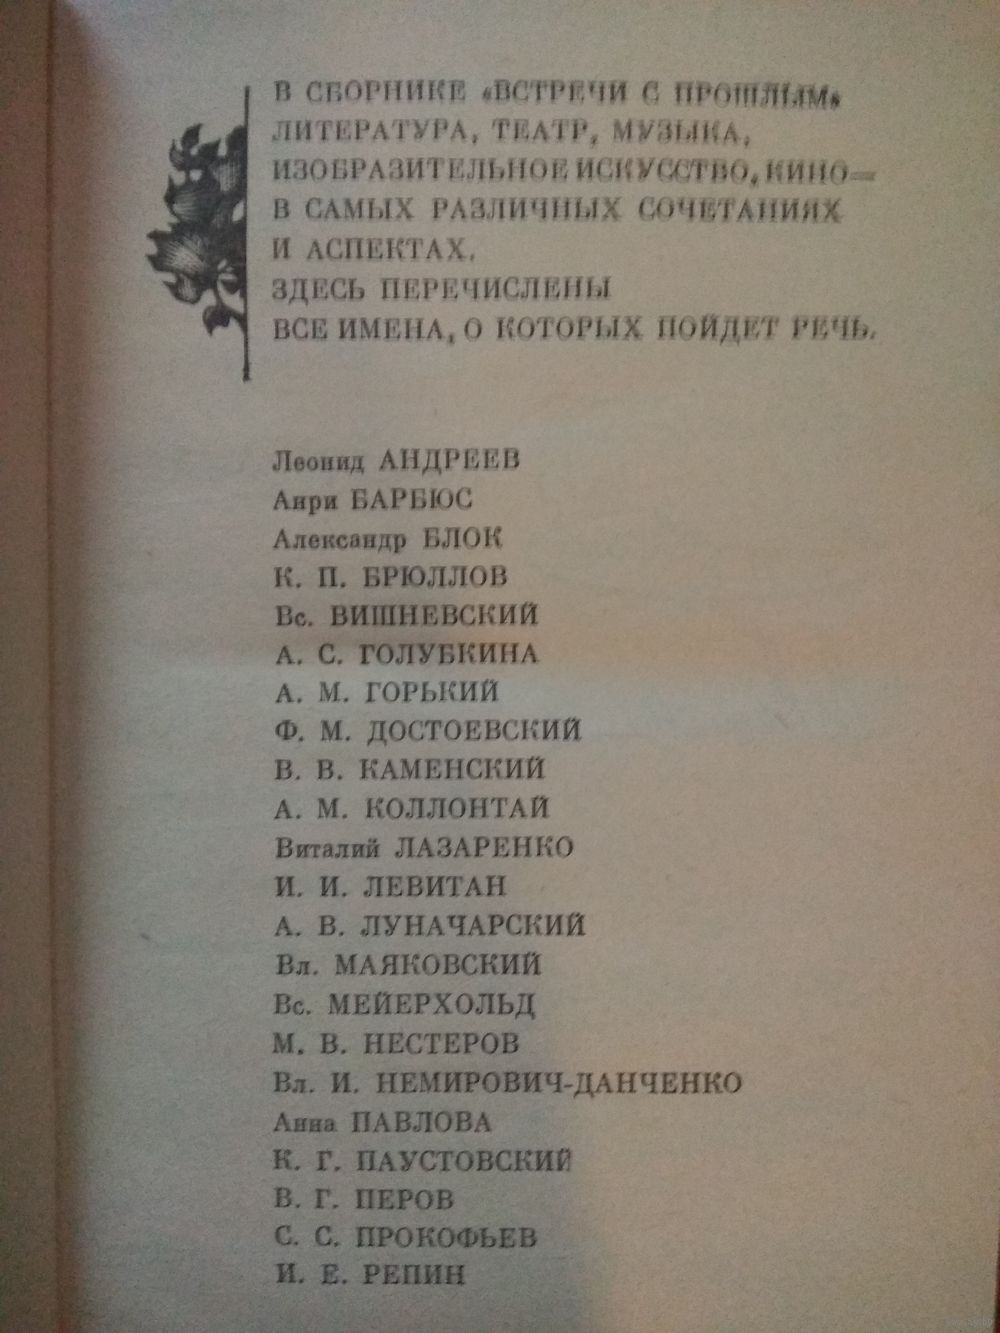 В СБОРНИКЕ «ВСТРЕЧИ С ПРОШЛЫМ»
ЛИТЕРАТУРА, ТЕАТР, МУЗЫКА,
ИЗОБРАЗИТЕЛЬНОЕ ИСКУССТВО, КИНО—
В САМЫХ РАЗЛИЧНЫХ СОЧЕТАНИЯХ
И АСПЕКТАХ.
ЗДЕСЬ ПЕРЕЧИСЛЕНЫ
ВСЕ ИМЕНА, О КОТОРЫХ ПОЙДЕТ РЕЧЬ.
Леонид АНДРЕЕВ
Анри БАРБЮС
Александр БЛОК
К. П. БРЮЛЛОВ
Вс. ВИШНЕВСКИЙ
А. С. ГОЛУБКИНА
А. М. ГОРЬКИЙ
Ф. М. ДОСТОЕВСКИЙ
В. В. КАМЕНСКИЙ
А. М. КОЛЛОНТАЙ
Виталий ЛАЗАРЕНКО
И. И. ЛЕВИТАН
А. В. ЛУНАЧАРСКИЙ
Вл. МАЯКОВСКИЙ
Вс. МЕЙЕРХОЛЬД
М. В. НЕСТЕРОВ
Вл. И. НЕМИРОВИЧ-ДАНЧЕНКО
Анна ПАВЛОВА
К. Г. ПАУСТОВСКИЙ
В. Г. ПЕРОВ
С. С. ПРОКОФЬЕВ
И. Е. РЕПИН